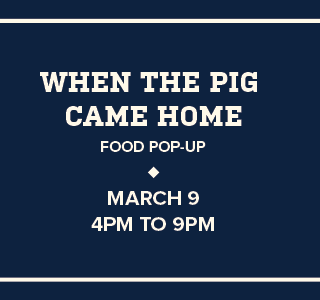 WHEN THE PIG
CAME HOME
FOOD POP-UP
MARCH 9
4PM TO 9PM